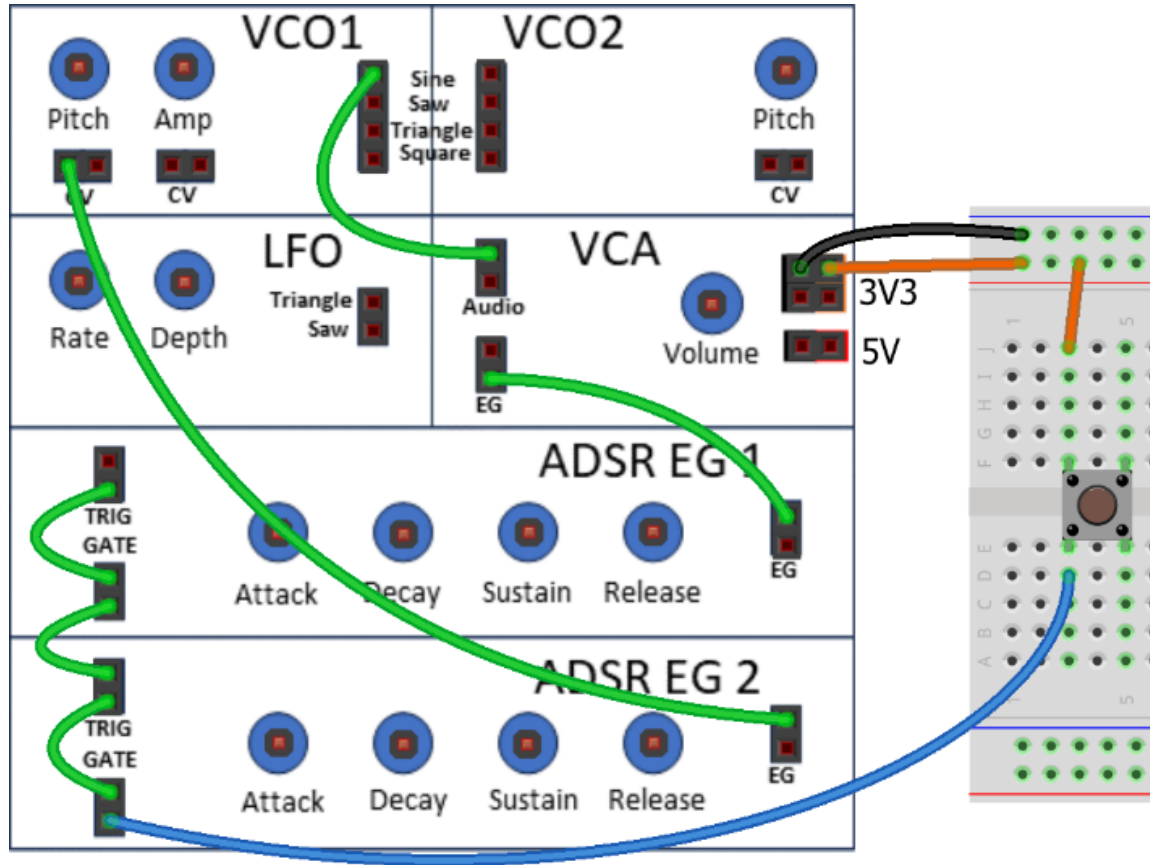 VCO1
VCO2
Pitch
Amp
Sine
Saw
Triangle
Square
Pitch
CV
CV
CV
LFO
VCA
Rate
Depth
Triangle
Saw
Audio
EG
Volume
3V3
5V
ADSR EG 1
TRIG
GATE
Attack
Decay
Sustain
Release
EG
ADSR EG 2
TRIG
GATE
Attack
Decay
Sustain
Release
EG
1
5
J
I
H
G
F
E
D
C
B
A
1
5